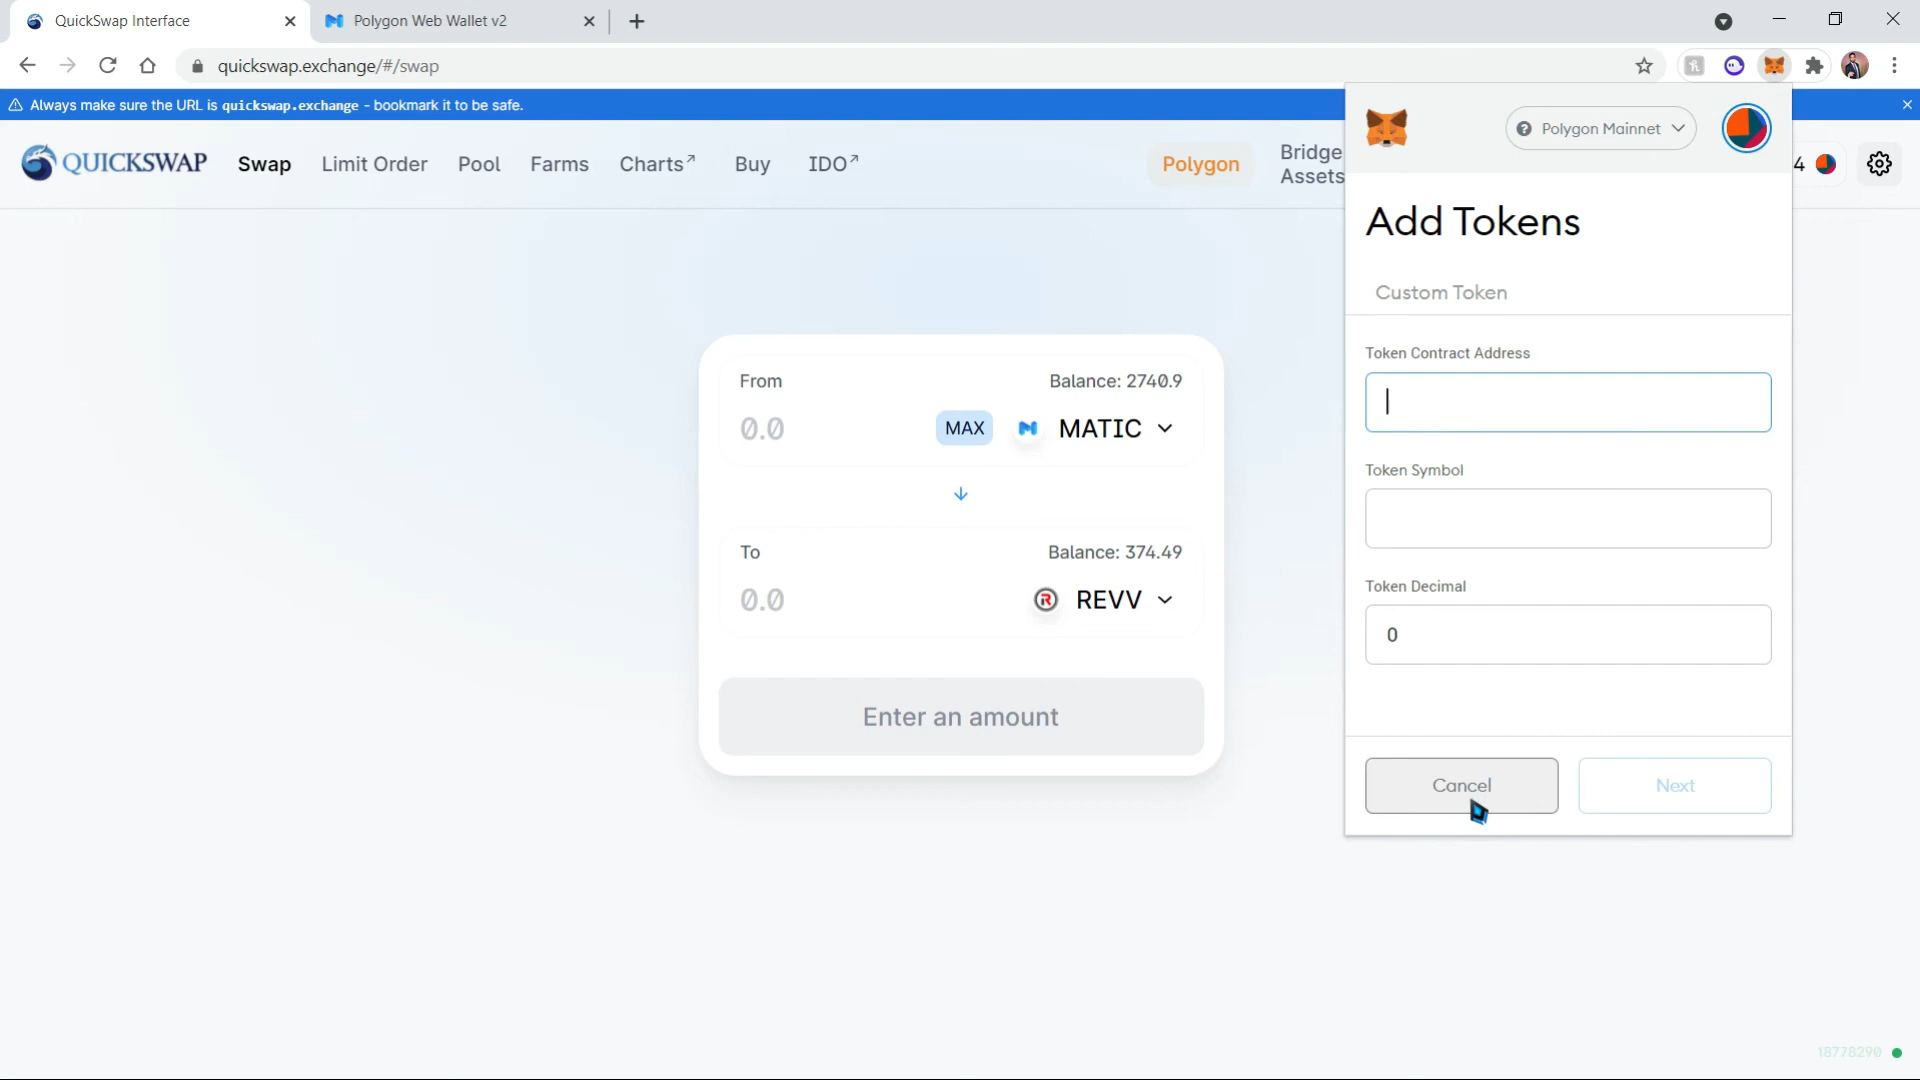 QuickSwap Interface
Polygon Web Wallet v2
quickswap.exchange/#/swap
Always make sure the URL is quickswap.exchange - bookmark it to be safe.
QUICKSWAP
Swap
Limit Order
Pool
Farms
Charts↗
Buy
IDO↗
Polygon
Bridge
Assets
4
Polygon Mainnet
Add Tokens
Custom Token
Token Contract Address
Token Symbol
Token Decimal
0
Cancel
Next
From
Balance: 2740.9
0.0
MAX
MATIC
To
Balance: 374.49
0.0
REVV
Enter an amount
18778290